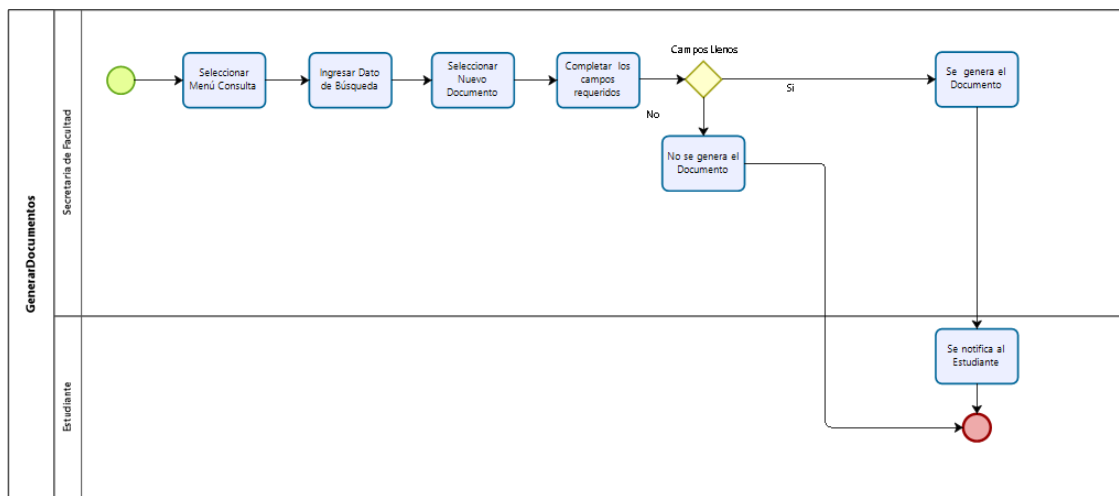 GenerarDocumentos
Secretaria de Facultad
Seleccionar
Menú Consulta
Ingresar Dato
de Búsqueda
Seleccionar
Nuevo
Documento
Completar los
campos
requeridos
Campos Llenos
Si
No
Se genera el
Documento
No se genera el
Documento
Estudiante
Se notifica al
Estudiante